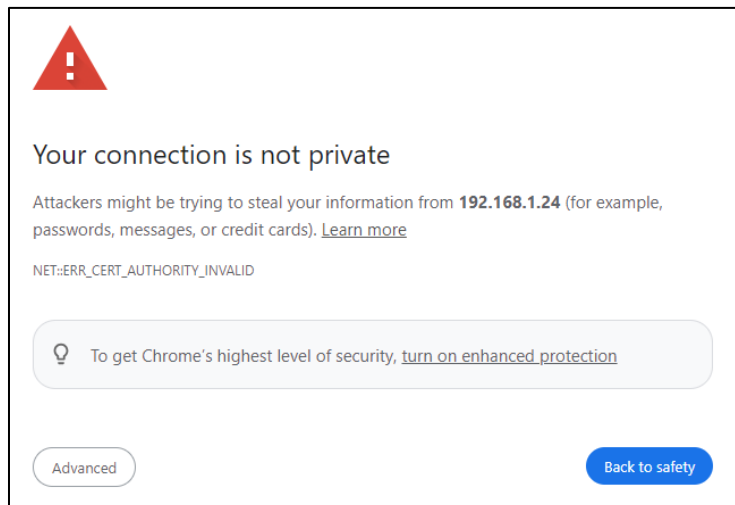 Your connection is not private
Attackers might be trying to steal your information from 192.168.1.24 (for example,
passwords, messages, or credit cards). Learn more
NET::ERR_CERT_AUTHORITY_INVALID
To get Chrome's highest level of security, turn on enhanced protection
Advanced
Back to safety